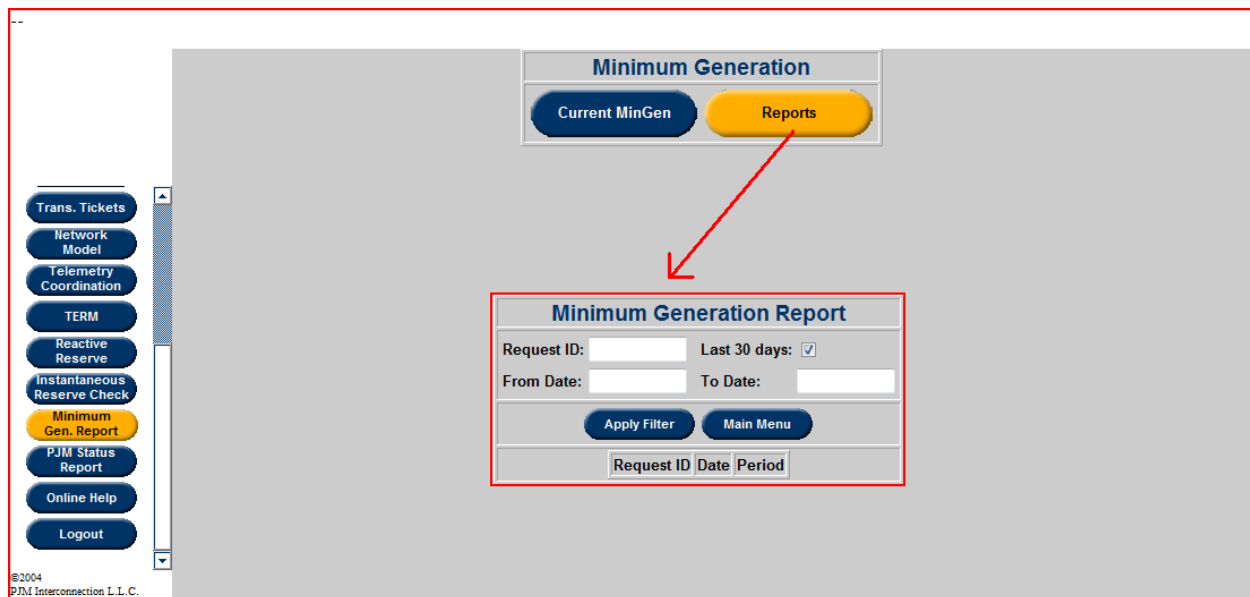 --
Minimum Generation
Current MinGen
Reports
Trans. Tickets
Network
Model
Telemetry
Coordination
TERM
Reactive
Reserve
Instantaneous
Reserve Check
Minimum
Gen. Report
PJM Status
Report
Online Help
Logout
©2004
PJM Interconnection L.L.C.
Minimum Generation Report
Request ID: Last 30 days:
From Date: To Date:
Apply Filter Main Menu
Request ID Date Period